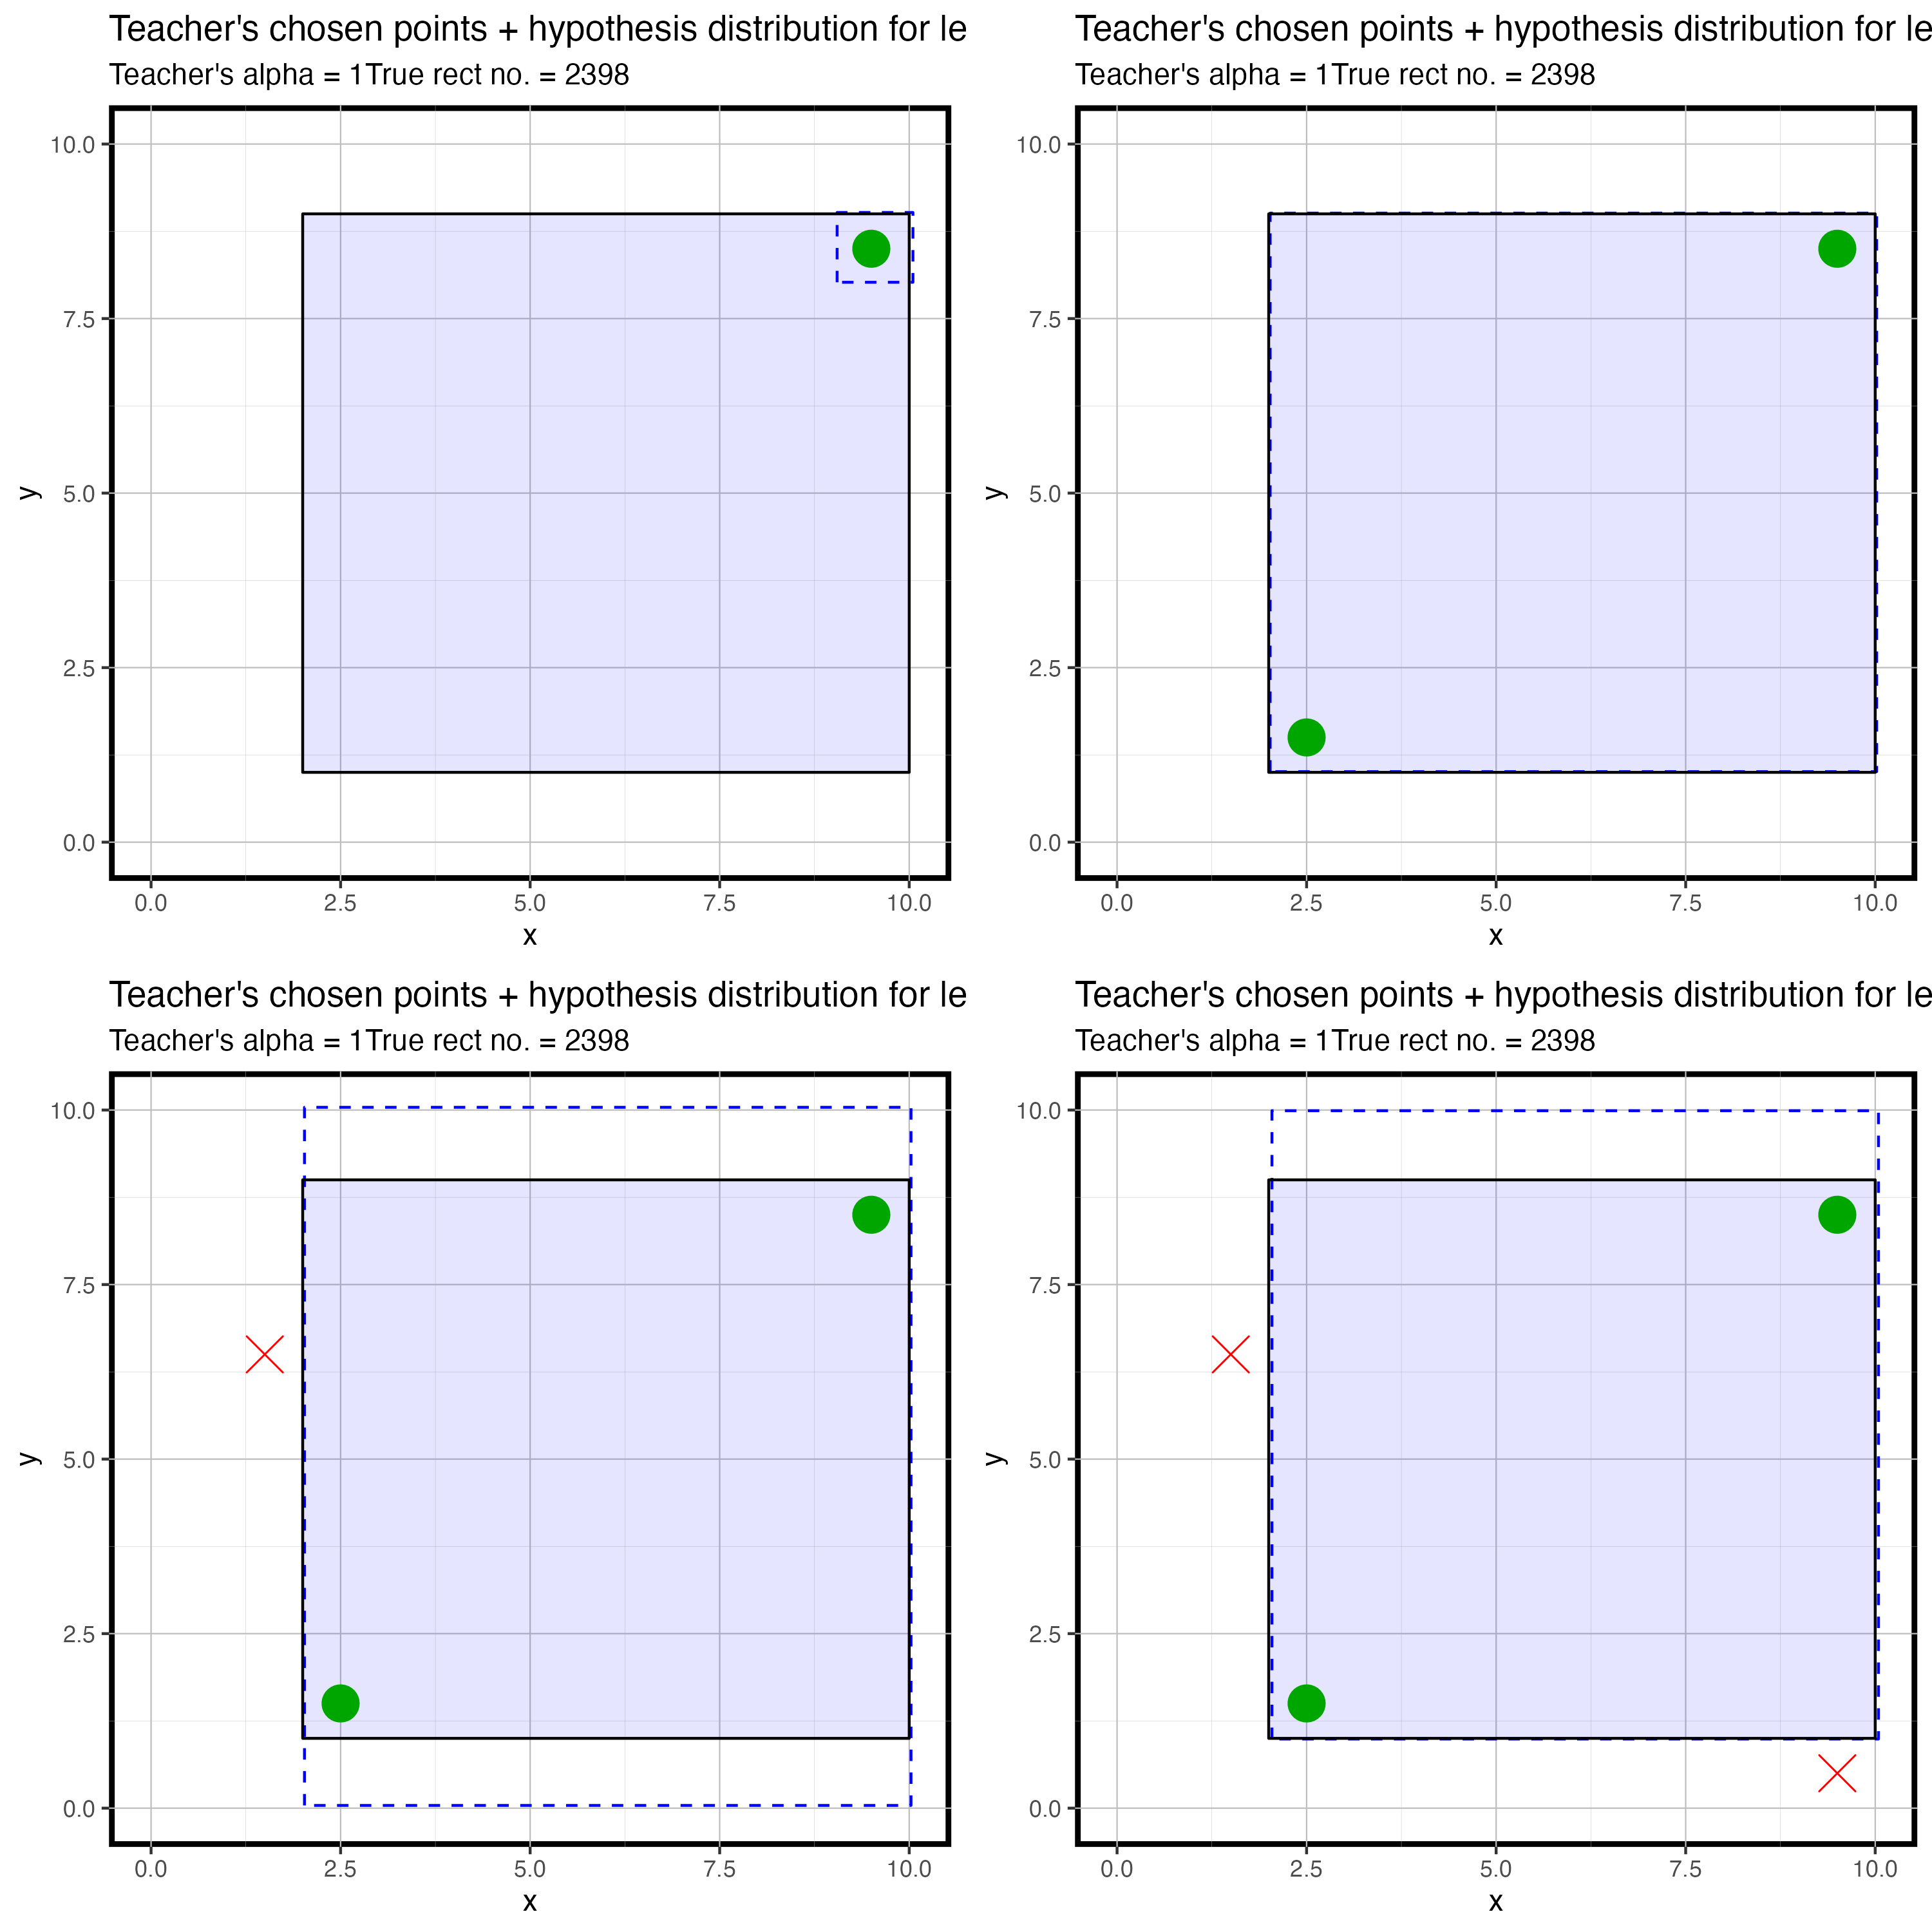 Teacher's chosen points + hypothesis distribution for le
Teacher's alpha = 1True rect no. = 2398
10.0
7.5
5.0
2.5
0.0
y
0.0 2.5 5.0 7.5 10.0
x
Teacher's chosen points + hypothesis distribution for le
Teacher's alpha = 1True rect no. = 2398
10.0
7.5
5.0
2.5
0.0
y
0.0 2.5 5.0 7.5 10.0
x
Teacher's chosen points + hypothesis distribution for le
Teacher's alpha = 1True rect no. = 2398
10.0
7.5
5.0
2.5
0.0
y
0.0 2.5 5.0 7.5 10.0
x
Teacher's chosen points + hypothesis distribution for le
Teacher's alpha = 1True rect no. = 2398
10.0
7.5
5.0
2.5
0.0
y
0.0 2.5 5.0 7.5 10.0
x